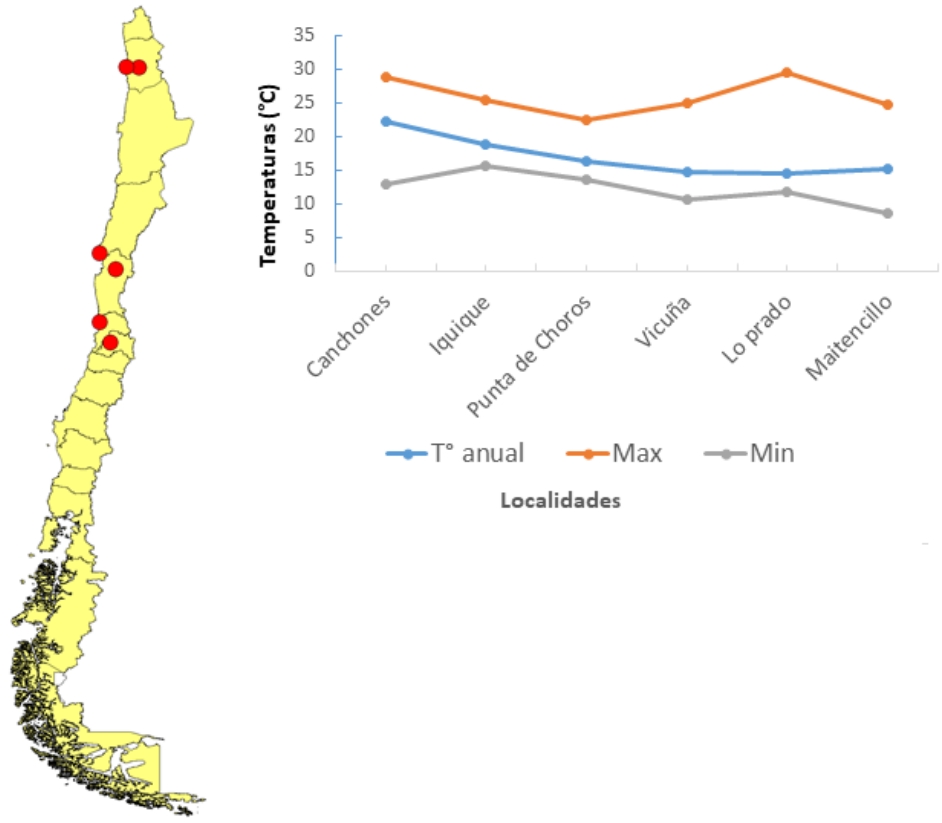 Temperaturas (°C)
35
30
25
20
15
10
5
0
Canchones
Iquique
Punta de Choros
Vicuña
Lo prado
Maitencillo
T° anual
Max
Min
Localidades